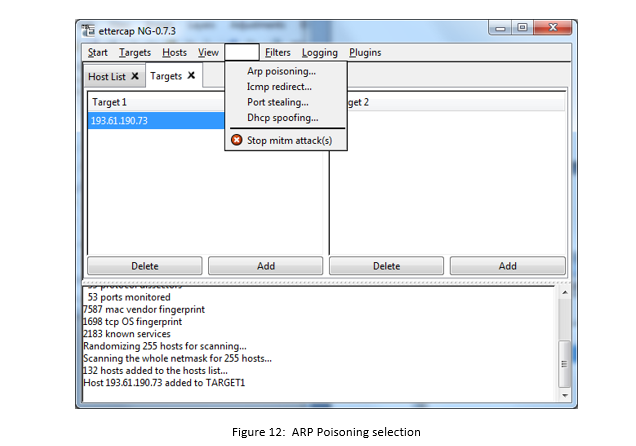 ettercap NG-0.7.3
Start Targets Hosts View Filters Logging Plugins
Host List Targets
Arp poisoning...
Icmp redirect...
Port stealing...
Dhcp spoofing...
Stop mitm attack(s)
Target 1
get 2
193.61.190.73
Delete Add Delete Add
protocol dissectors
53 ports monitored
7587 mac vendor fingerprint
1698 tcp OS fingerprint
2183 known services
Randomizing 255 hosts for scanning...
Scanning the whole netmask for 255 hosts...
132 hosts added to the hosts list...
Host 193.61.190.73 added to TARGET1
Figure 12: ARP Poisoning selection